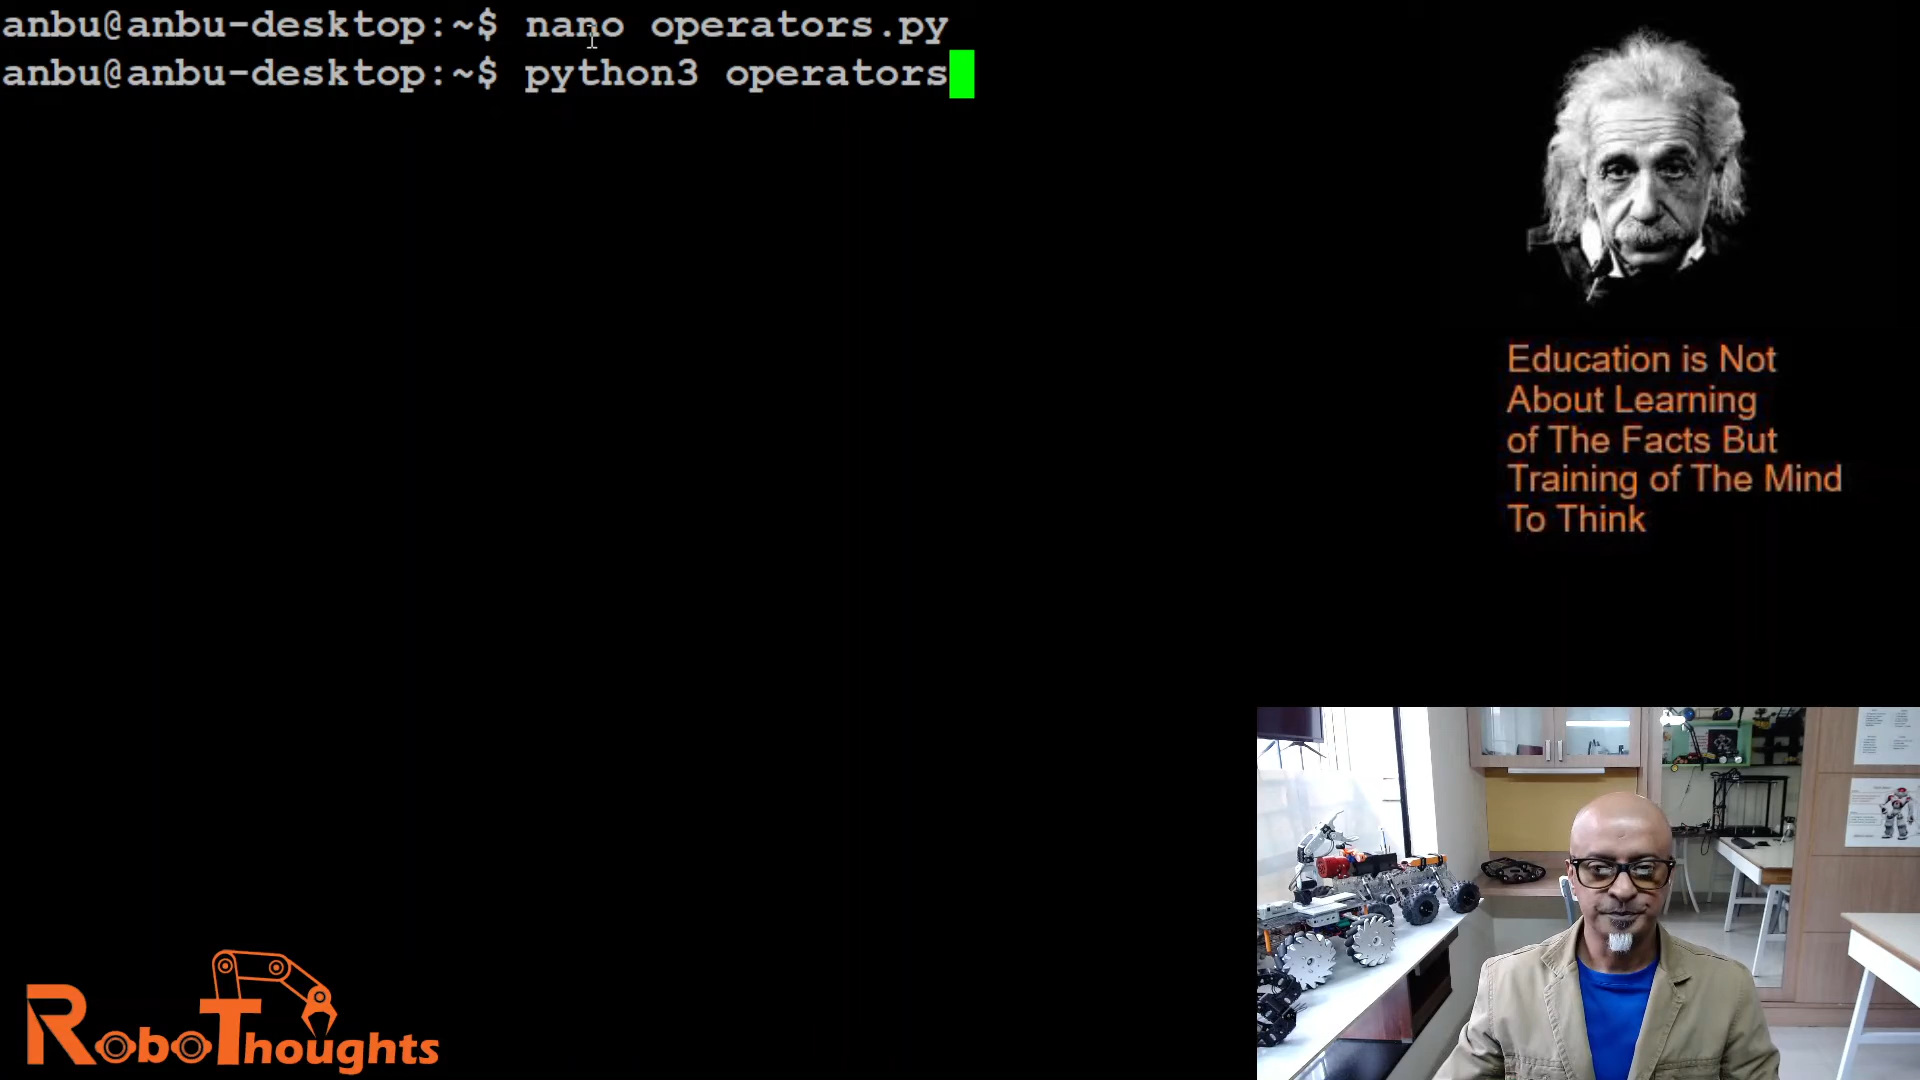 anbu@anbu-desktop:~$ nano operators.py
anbu@anbu-desktop:~$ python3 operators
Education is Not
About Learning
of The Facts But
Training of The Mind
To Think
RoboThoughts